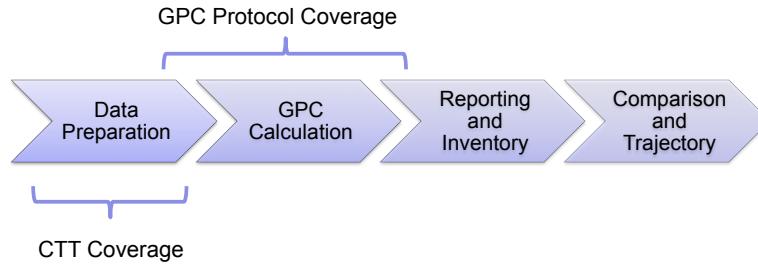 GPC Protocol Coverage
Data
Preparation
GPC
Calculation
Reporting
and
Inventory
Comparison
and
Trajectory
CTT Coverage